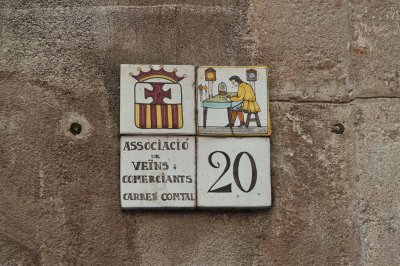 ASSOCIACIÓ
DE
VEÏNS i
COMERCIANTS
CARRER COMTAL
20